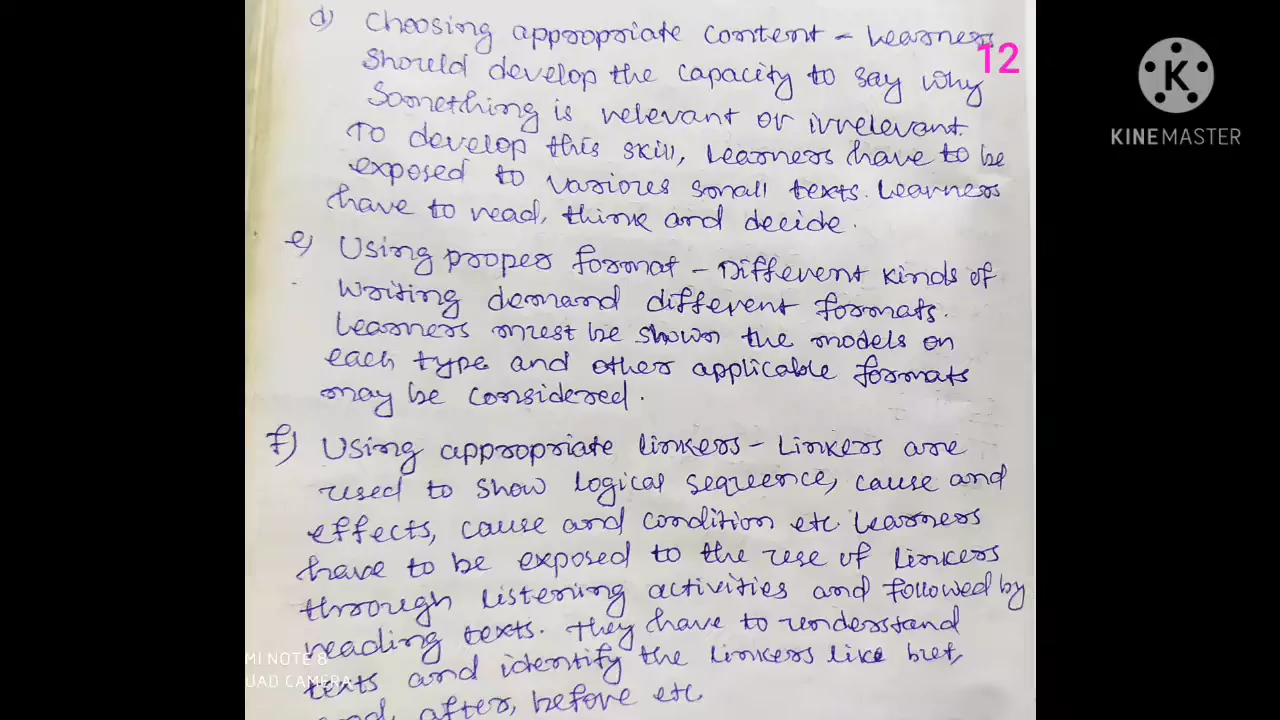 d) Choosing appropriate content - Learners
should develop the capacity to say why
something is relevant or irrelevant.
To develop this skill, learners have to be
exposed to various small texts. Learners
have to read, think and decide.
e) Using proper format - Different kinds of
writing demand different formats.
Learners must be shown the models on
each type and other applicable formats
may be considered.
f) Using appropriate linkers - Linkers are
used to show logical sequence, cause and
effects, cause and condition etc. Learners
have to be exposed to the use of linkers
through listening activities and followed by
reading texts. They have to understand
texts and identify the linkers like but,
and, after, before etc.
12
K
KINEMASTER
MI NOTE 8
UAD CAMERA